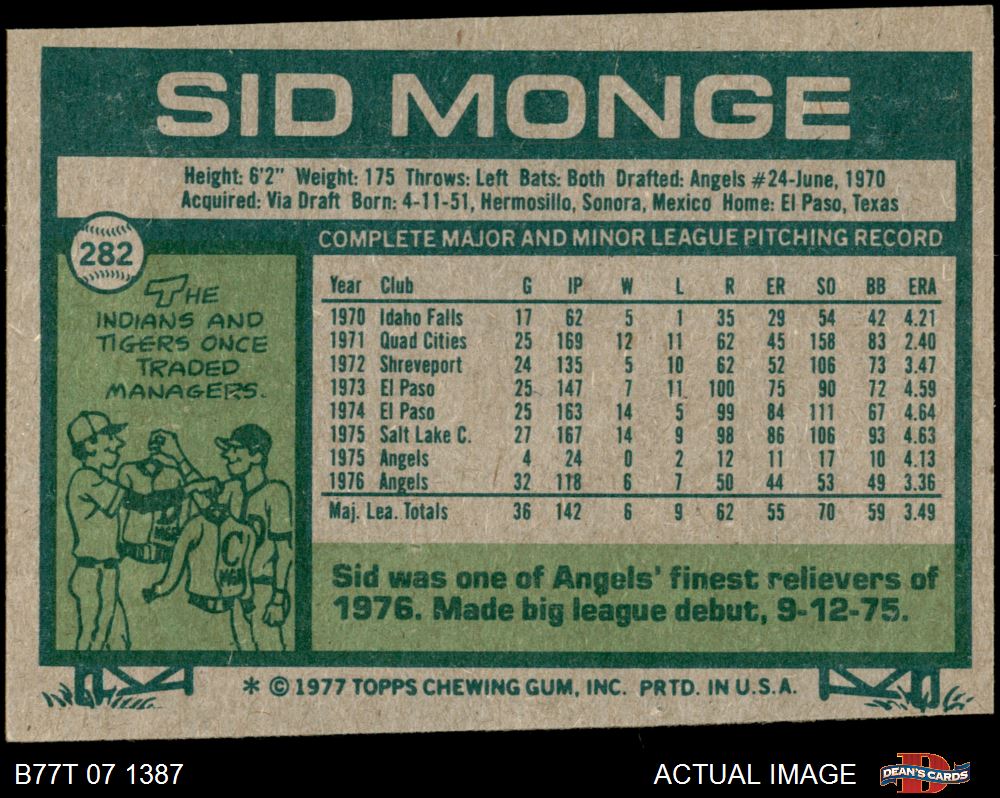 SID MONGE
Height: 6'2" Weight: 175 Throws: Left Bats: Both Drafted: Angels #24-June, 1970
Acquired: Via Draft Born: 4-11-51, Hermosillo, Sonora, Mexico Home: El Paso, Texas
282
THE
INDIANS AND
TIGERS ONCE
TRADED
MANAGERS.
C
MGR
COMPLETE MAJOR AND MINOR LEAGUE PITCHING RECORD
Year Club G IP W L R ER SO BB ERA
1970 Idaho Falls 17 62 5 1 35 29 54 42 4.21
1971 Quad Cities 25 169 12 11 62 45 158 83 2.40
1972 Shreveport 24 135 5 10 62 52 106 73 3.47
1973 El Paso 25 147 7 11 100 75 90 72 4.59
1974 El Paso 25 163 14 5 99 84 111 67 4.64
1975 Salt Lake C. 27 167 14 9 98 86 106 93 4.63
1975 Angels 4 24 0 2 12 11 17 10 4.13
1976 Angels 32 118 6 7 50 44 53 49 3.36
Maj. Lea. Totals 36 142 6 9 62 55 70 59 3.49
Sid was one of Angels' finest relievers of
1976. Made big league debut, 9-12-75.
* © 1977 TOPPS CHEWING GUM, INC. PRTD. IN U.S.A.
B77T 07 1387
ACTUAL IMAGE
DEAN'S CARDS